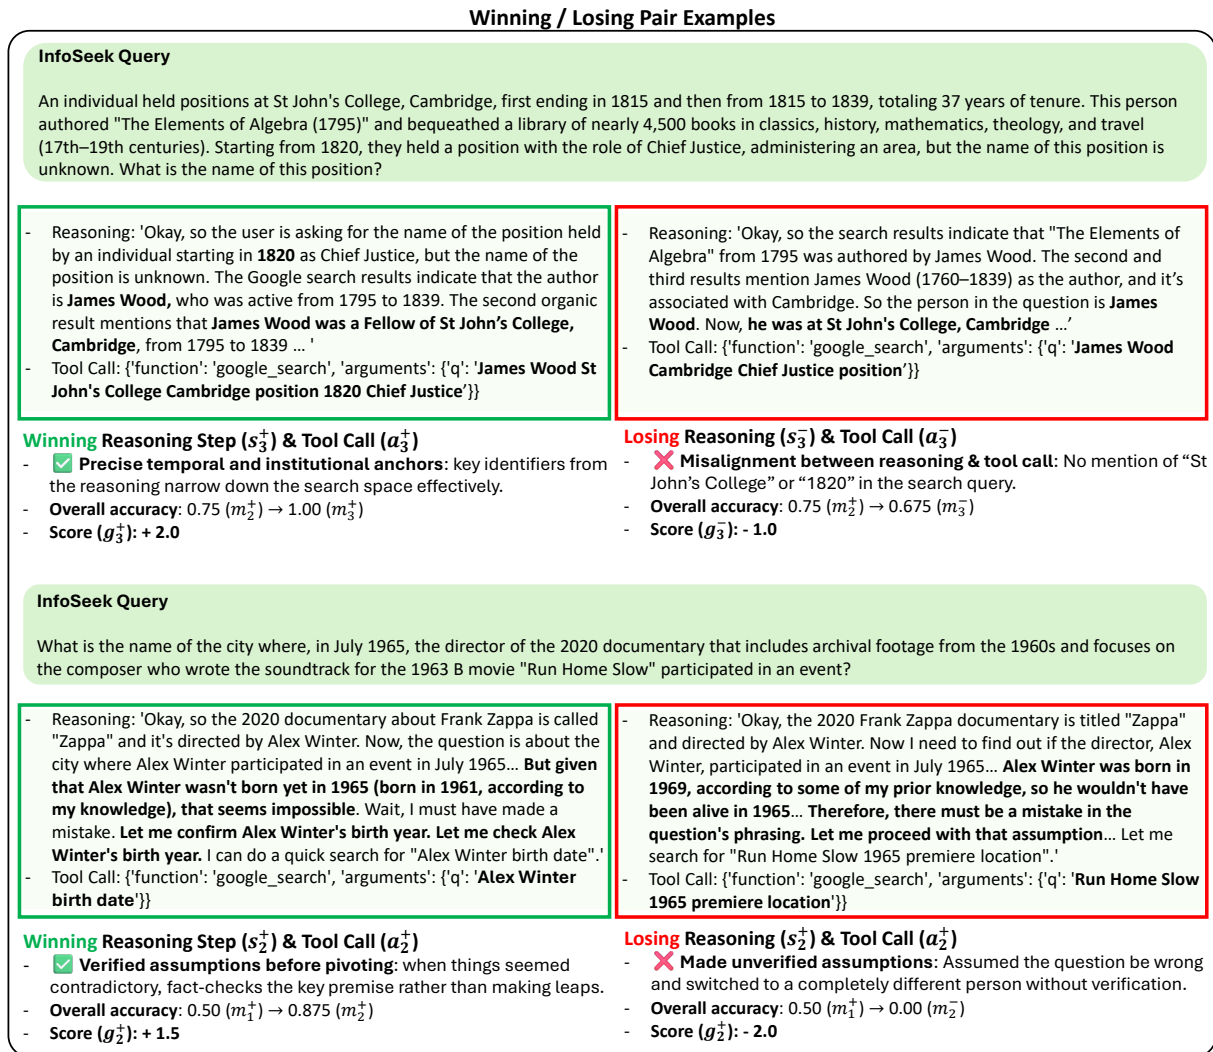 Winning / Losing Pair Examples
InfoSeek Query
An individual held positions at St John's College, Cambridge, first ending in 1815 and then from 1815 to 1839, totaling 37 years of tenure. This person
authored "The Elements of Algebra (1795)" and bequeathed a library of nearly 4,500 books in classics, history, mathematics, theology, and travel
(17th–19th centuries). Starting from 1820, they held a position with the role of Chief Justice, administering an area, but the name of this position is
unknown. What is the name of this position?
- Reasoning: 'Okay, so the user is asking for the name of the position held
by an individual starting in 1820 as Chief Justice, but the name of the
position is unknown. The Google search results indicate that the author
is James Wood, who was active from 1795 to 1839. The second organic
result mentions that James Wood was a Fellow of St John's College,
Cambridge, from 1795 to 1839 ... '
- Tool Call: {'function': 'google_search', 'arguments': {'q': 'James Wood St
John's College Cambridge position 1820 Chief Justice'}}
Winning Reasoning Step (s₃⁺) & Tool Call (a₃⁺)
- ✅ Precise temporal and institutional anchors: key identifiers from
the reasoning narrow down the search space effectively.
- Overall accuracy: 0.75 (m₂⁺) → 1.00 (m₃⁺)
- Score (g₃⁺): + 2.0
- Reasoning: 'Okay, so the search results indicate that "The Elements of
Algebra" from 1795 was authored by James Wood. The second and
third results mention James Wood (1760–1839) as the author, and it's
associated with Cambridge. So the person in the question is James
Wood. Now, he was at St John's College, Cambridge ...'
- Tool Call: {'function': 'google_search', 'arguments': {'q': 'James Wood
Cambridge Chief Justice position'}}
Losing Reasoning (s₃⁻) & Tool Call (a₃⁻)
- ❌ Misalignment between reasoning & tool call: No mention of "St
John's College" or "1820" in the search query.
- Overall accuracy: 0.75 (m₂⁺) → 0.675 (m₃⁻)
- Score (g₃⁻): - 1.0
InfoSeek Query
What is the name of the city where, in July 1965, the director of the 2020 documentary that includes archival footage from the 1960s and focuses on
the composer who wrote the soundtrack for the 1963 B movie "Run Home Slow" participated in an event?
- Reasoning: 'Okay, so the 2020 documentary about Frank Zappa is called
"Zappa" and it's directed by Alex Winter. Now, the question is about the
city where Alex Winter participated in an event in July 1965... But given
that Alex Winter wasn't born yet in 1965 (born in 1961, according to
my knowledge), that seems impossible. Wait, I must have made a
mistake. Let me confirm Alex Winter's birth year. Let me check Alex
Winter's birth year. I can do a quick search for "Alex Winter birth date".'
- Tool Call: {'function': 'google_search', 'arguments': {'q': 'Alex Winter
birth date'}}
Winning Reasoning Step (s₂⁺) & Tool Call (a₂⁺)
- ✅ Verified assumptions before pivoting: when things seemed
contradictory, fact-checks the key premise rather than making leaps.
- Overall accuracy: 0.50 (m₁⁺) → 0.875 (m₂⁺)
- Score (g₂⁺): + 1.5
- Reasoning: 'Okay, the 2020 Frank Zappa documentary is titled "Zappa"
and directed by Alex Winter. Now I need to find out if the director, Alex
Winter, participated in an event in July 1965... Alex Winter was born in
1969, according to some of my prior knowledge, so he wouldn't have
been alive in 1965... Therefore, there must be a mistake in the
question's phrasing. Let me proceed with that assumption... Let me
search for "Run Home Slow 1965 premiere location".'
- Tool Call: {'function': 'google_search', 'arguments': {'q': 'Run Home Slow
1965 premiere location'}}
Losing Reasoning (s₂⁺) & Tool Call (a₂⁺)
- ❌ Made unverified assumptions: Assumed the question be wrong
and switched to a completely different person without verification.
- Overall accuracy: 0.50 (m₁⁺) → 0.00 (m₂⁻)
- Score (g₂⁺): - 2.0